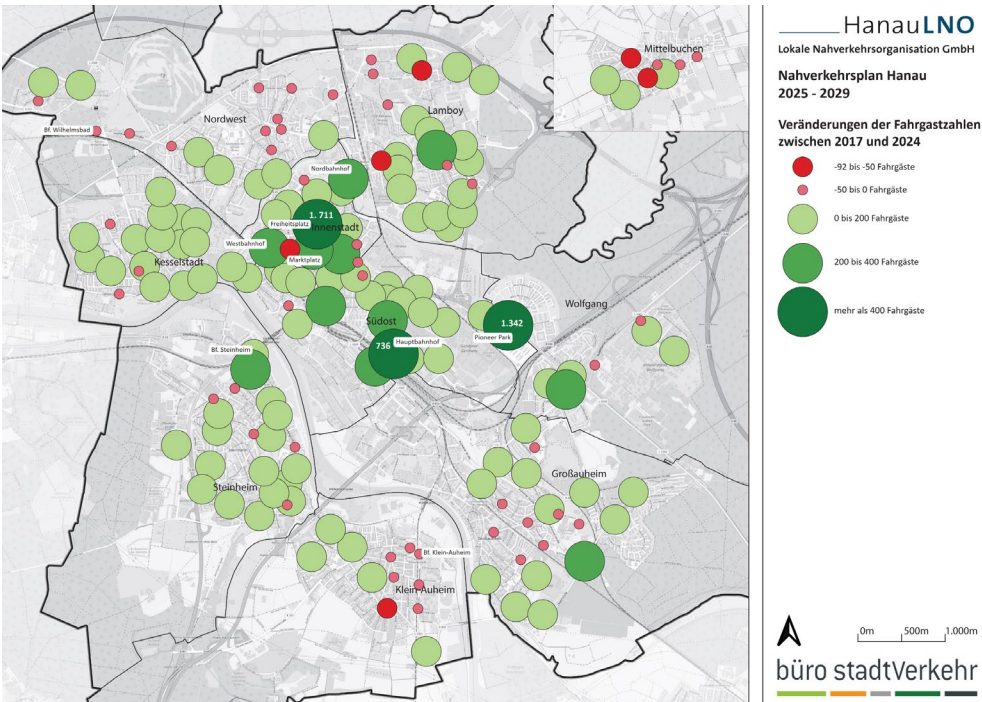 Mittelbuchen
Lamboy
Nordwest
Bf. Wilhelmsbad
Nordbahnhof
1. 711
Freiheitsplatz
Innenstadt
Westbahnhof
Marktplatz
Kesselstadt
Wolfgang
Südost
1.342
Pioneer Park
736
Hauptbahnhof
Bf. Steinheim
Großauheim
Steinheim
Bf. Klein-Auheim
Klein-Auheim
HanauLNO
Lokale Nahverkehrsorganisation GmbH
Nahverkehrsplan Hanau
2025 - 2029
Veränderungen der Fahrgastzahlen
zwischen 2017 und 2024
-92 bis -50 Fahrgäste
-50 bis 0 Fahrgäste
0 bis 200 Fahrgäste
200 bis 400 Fahrgäste
mehr als 400 Fahrgäste
0m 500m 1.000m
büro stadtVerkehr